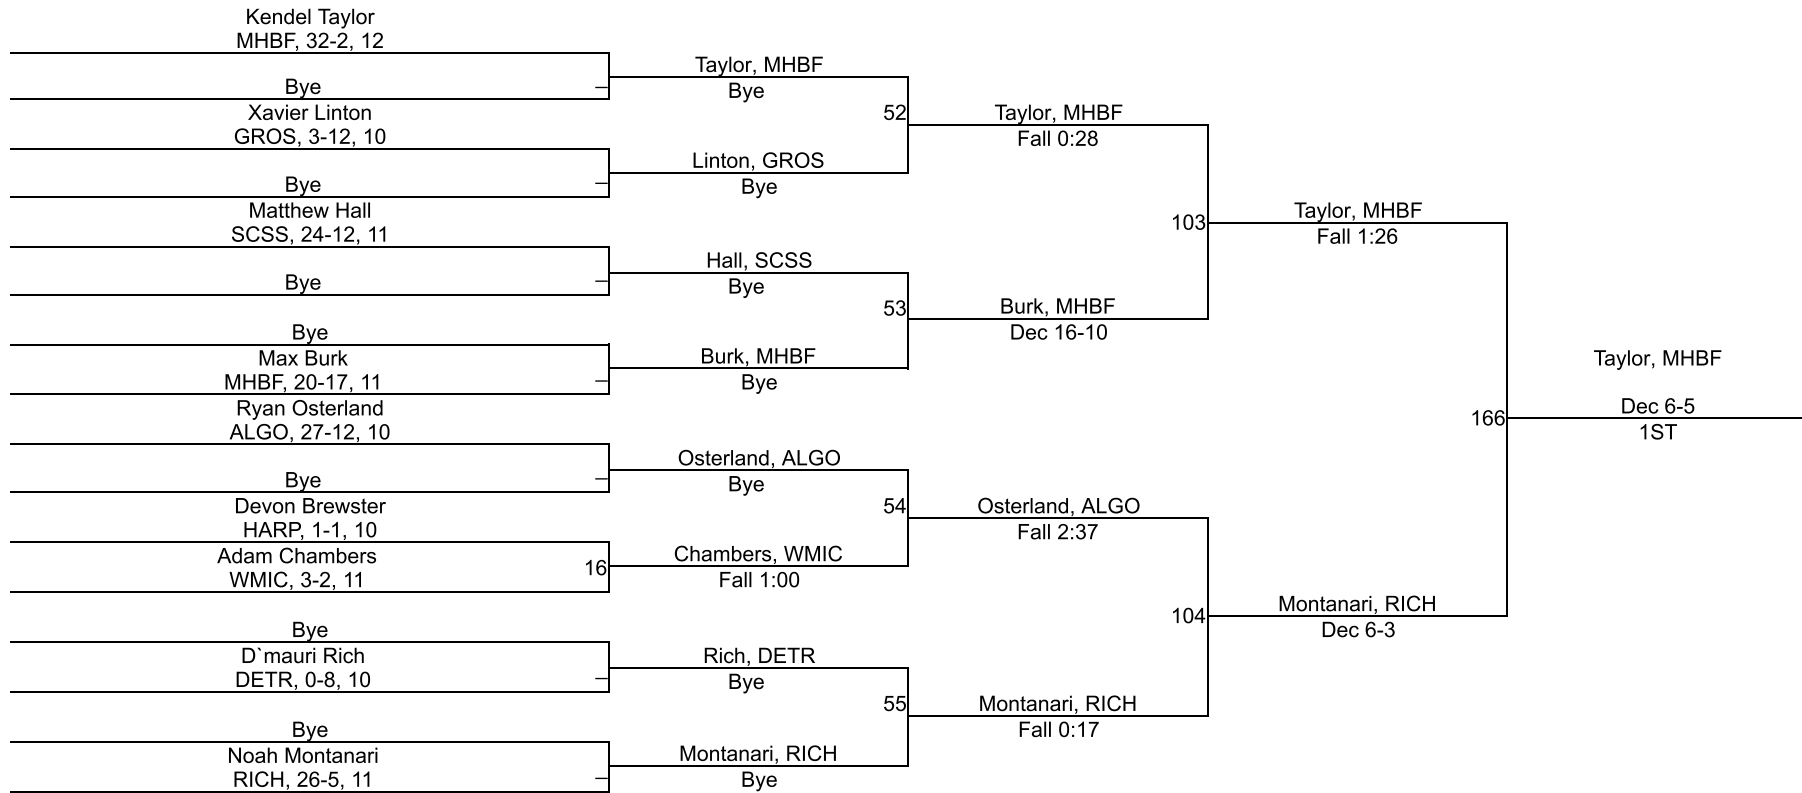 Kendel Taylor
MHBF, 32-2, 12
Bye
Xavier Linton
GROS, 3-12, 10
Bye
Matthew Hall
SCSS, 24-12, 11
Bye
Bye
Max Burk
MHBF, 20-17, 11
Ryan Osterland
ALGO, 27-12, 10
Bye
Devon Brewster
HARP, 1-1, 10
Adam Chambers
WMIC, 3-2, 11
16
Bye
D`mauri Rich
DETR, 0-8, 10
Bye
Noah Montanari
RICH, 26-5, 11
Taylor, MHBF
Bye
52
Linton, GROS
Bye
Hall, SCSS
Bye
53
Burk, MHBF
Bye
Osterland, ALGO
Bye
54
Chambers, WMIC
Fall 1:00
Rich, DETR
Bye
55
Montanari, RICH
Bye
Taylor, MHBF
Fall 0:28
103
Burk, MHBF
Dec 16-10
Osterland, ALGO
Fall 2:37
104
Montanari, RICH
Fall 0:17
Taylor, MHBF
Fall 1:26
166
Montanari, RICH
Dec 6-3
Taylor, MHBF
Dec 6-5
1ST